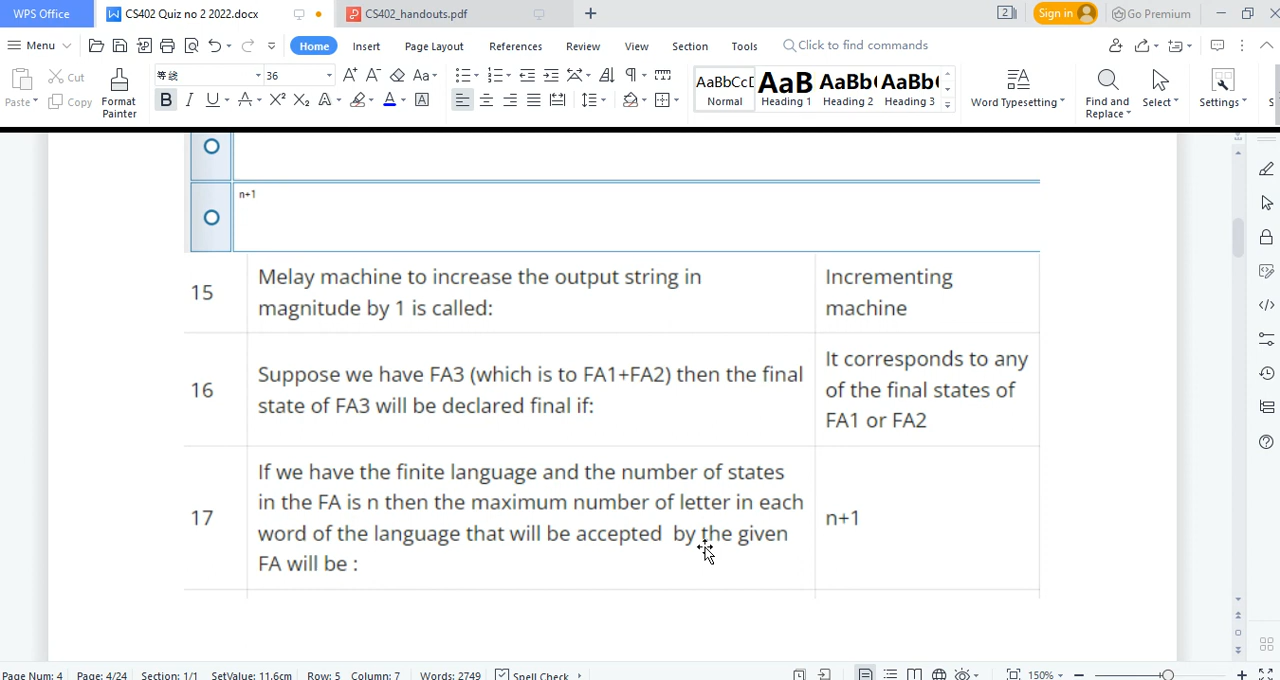 WPS Office CS402 Quiz no 2 2022.docx CS402_handouts.pdf + 2 Sign in Go Premium
Menu Home Insert Page Layout References Review View Section Tools Click to find commands
Paste Cut Copy Format Painter 等线 36 A+ A- Aa AaBbCcD AaB AaBb AaBb( Word Typesetting Find and Replace Select Settings S
B I U A X² X₂ A A A Normal Heading 1 Heading 2 Heading 3
n+1
15 Melay machine to increase the output string in Incrementing
magnitude by 1 is called: machine
16 Suppose we have FA3 (which is to FA1+FA2) then the final It corresponds to any
state of FA3 will be declared final if: of the final states of
FA1 or FA2
17 If we have the finite language and the number of states
in the FA is n then the maximum number of letter in each n+1
word of the language that will be accepted by the given
FA will be :
Page Num: 4 Page: 4/24 Section: 1/1 SetValue: 11.6cm Row: 5 Column: 7 Words: 2749 Spell Check 150%